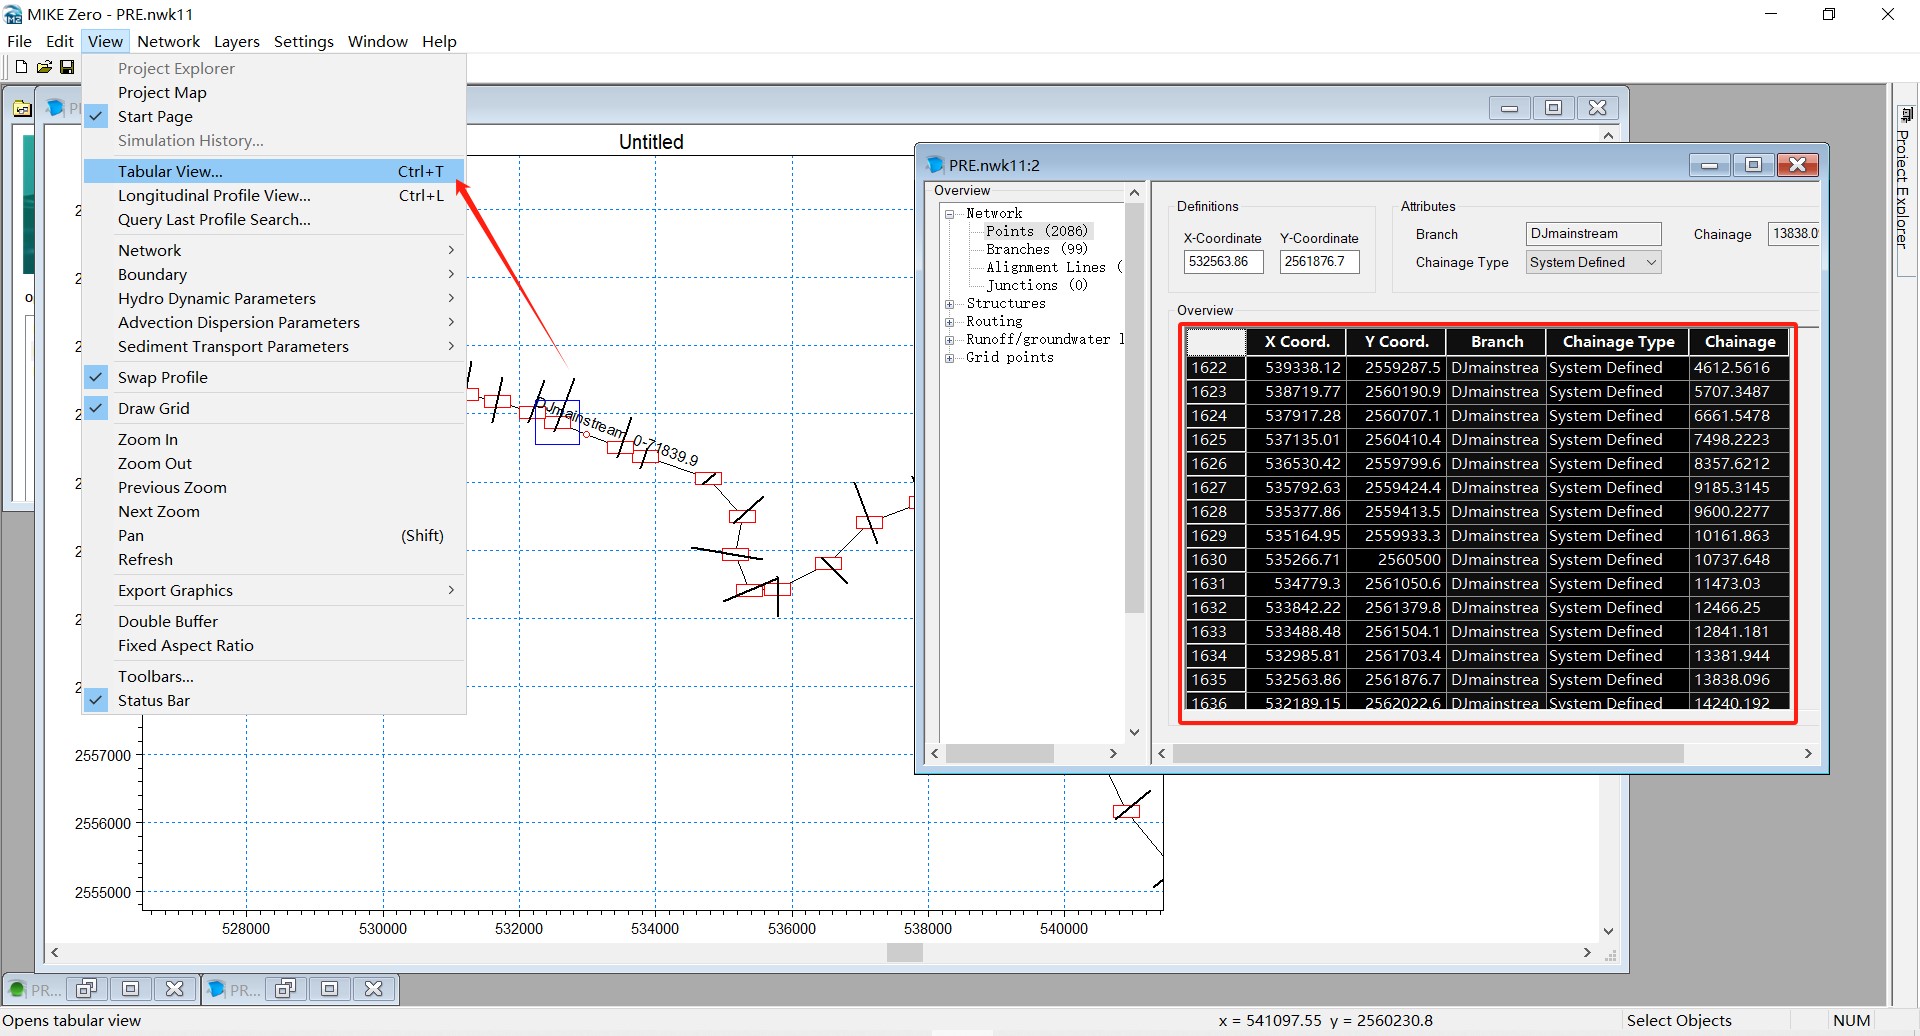 MIKE Zero - PRE.nwk11
File Edit View Network Layers Settings Window Help
Project Explorer
Project Map
Start Page
Simulation History...
Tabular View... Ctrl+T
Longitudinal Profile View... Ctrl+L
Query Last Profile Search...
Network
Boundary
Hydro Dynamic Parameters
Advection Dispersion Parameters
Sediment Transport Parameters
Swap Profile
Draw Grid
Zoom In
Zoom Out
Previous Zoom
Next Zoom
Pan (Shift)
Refresh
Export Graphics
Double Buffer
Fixed Aspect Ratio
Toolbars...
Status Bar
Untitled
DJmainstream 0-71839.9
2557000
2556000
2555000
528000 530000 532000 534000 536000 538000 540000
PRE.nwk11:2
Overview
Network
Points (2086)
Branches (99)
Alignment Lines (
Junctions (0)
Structures
Routing
Runoff/groundwater l
Grid points
Definitions
X-Coordinate Y-Coordinate
532563.86 2561876.7
Attributes
Branch DJmainstream Chainage 13838.0
Chainage Type System Defined
Overview
X Coord. Y Coord. Branch Chainage Type Chainage
1622 539338.12 2559287.5 DJmainstrea System Defined 4612.5616
1623 538719.77 2560190.9 DJmainstrea System Defined 5707.3487
1624 537917.28 2560707.1 DJmainstrea System Defined 6661.5478
1625 537135.01 2560410.4 DJmainstrea System Defined 7498.2223
1626 536530.42 2559799.6 DJmainstrea System Defined 8357.6212
1627 535792.63 2559424.4 DJmainstrea System Defined 9185.3145
1628 535377.86 2559413.5 DJmainstrea System Defined 9600.2277
1629 535164.95 2559933.3 DJmainstrea System Defined 10161.863
1630 535266.71 2560500 DJmainstrea System Defined 10737.648
1631 534779.3 2561050.6 DJmainstrea System Defined 11473.03
1632 533842.22 2561379.8 DJmainstrea System Defined 12466.25
1633 533488.48 2561504.1 DJmainstrea System Defined 12841.181
1634 532985.81 2561703.4 DJmainstrea System Defined 13381.944
1635 532563.86 2561876.7 DJmainstrea System Defined 13838.096
1636 532189.15 2562022.6 DJmainstrea System Defined 14240.192
Project Explorer
PR... PR...
Opens tabular view
x = 541097.55 y = 2560230.8 Select Objects NUM